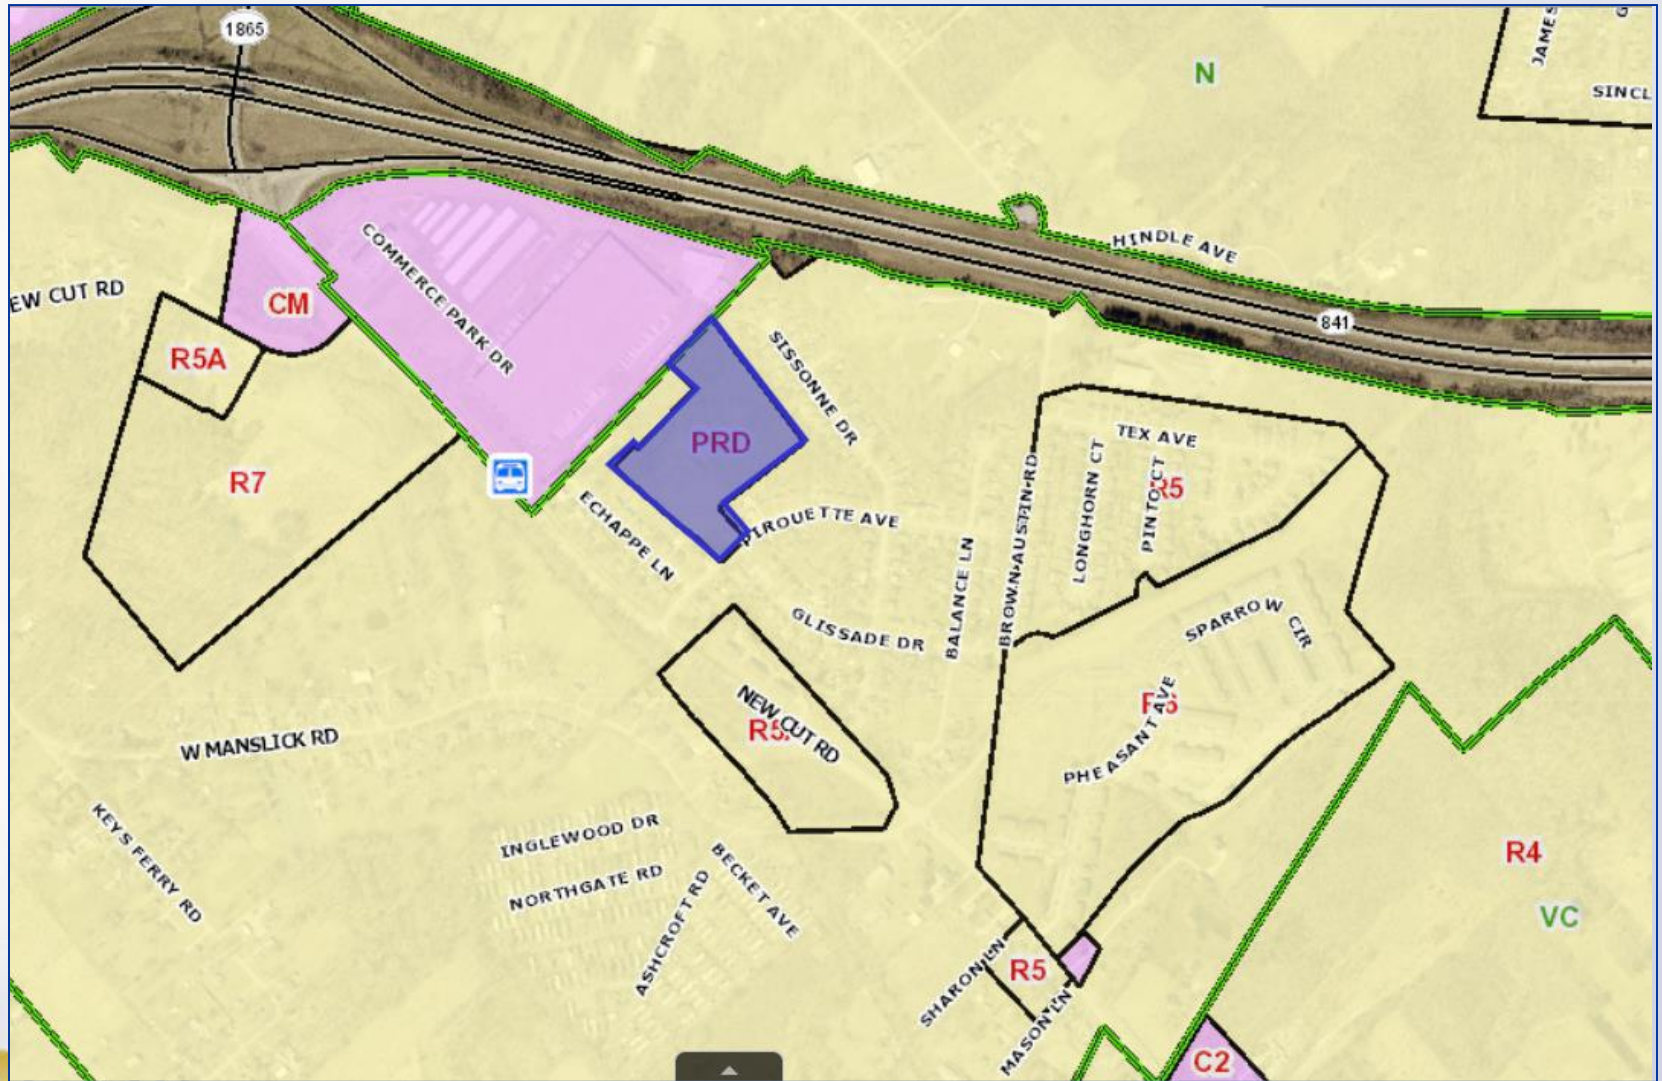 1865
N
JAMES
SINCL
HINDLE AVE
COMMERCE PARK DR
EW CUT RD
CM
841
R5A
SISSONNE DR
PRD
TEX AVE
R7
R5
LONGHORN CT
PINTO CT
BROWN-AUSTIN RD
ECHAPPE LN
PIROUETTE AVE
BALANCE LN
GLISSADE DR
SPARROW CIR
NEW CUT RD
R5
PHEASANT AVE
W MANSLICK RD
KEYS FERRY RD
INGLEWOOD DR
NORTHGATE RD
BECKET AVE
ASHCROFT RD
R4
VC
SHARON LN
R5
MASON LN
C2